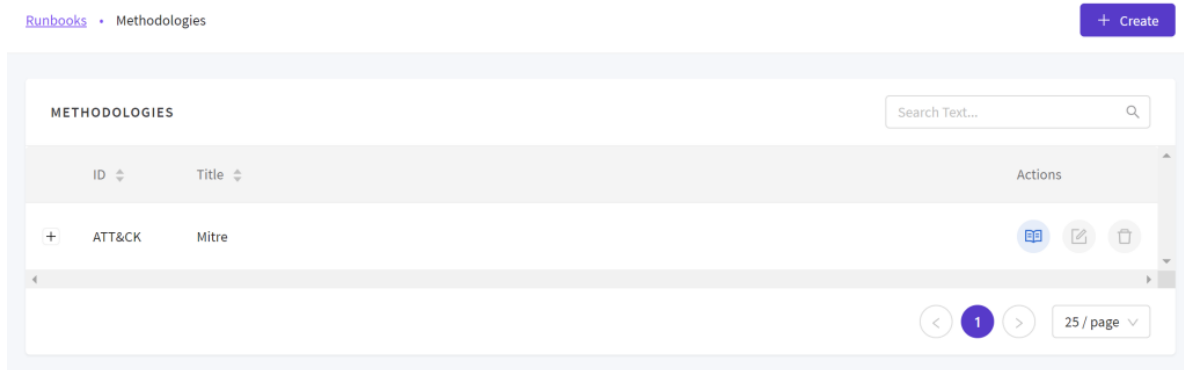 Runbooks • Methodologies
+ Create
METHODOLOGIES
Search Text...
ID Title Actions
ATT&CK Mitre
< 1 > 25 / page